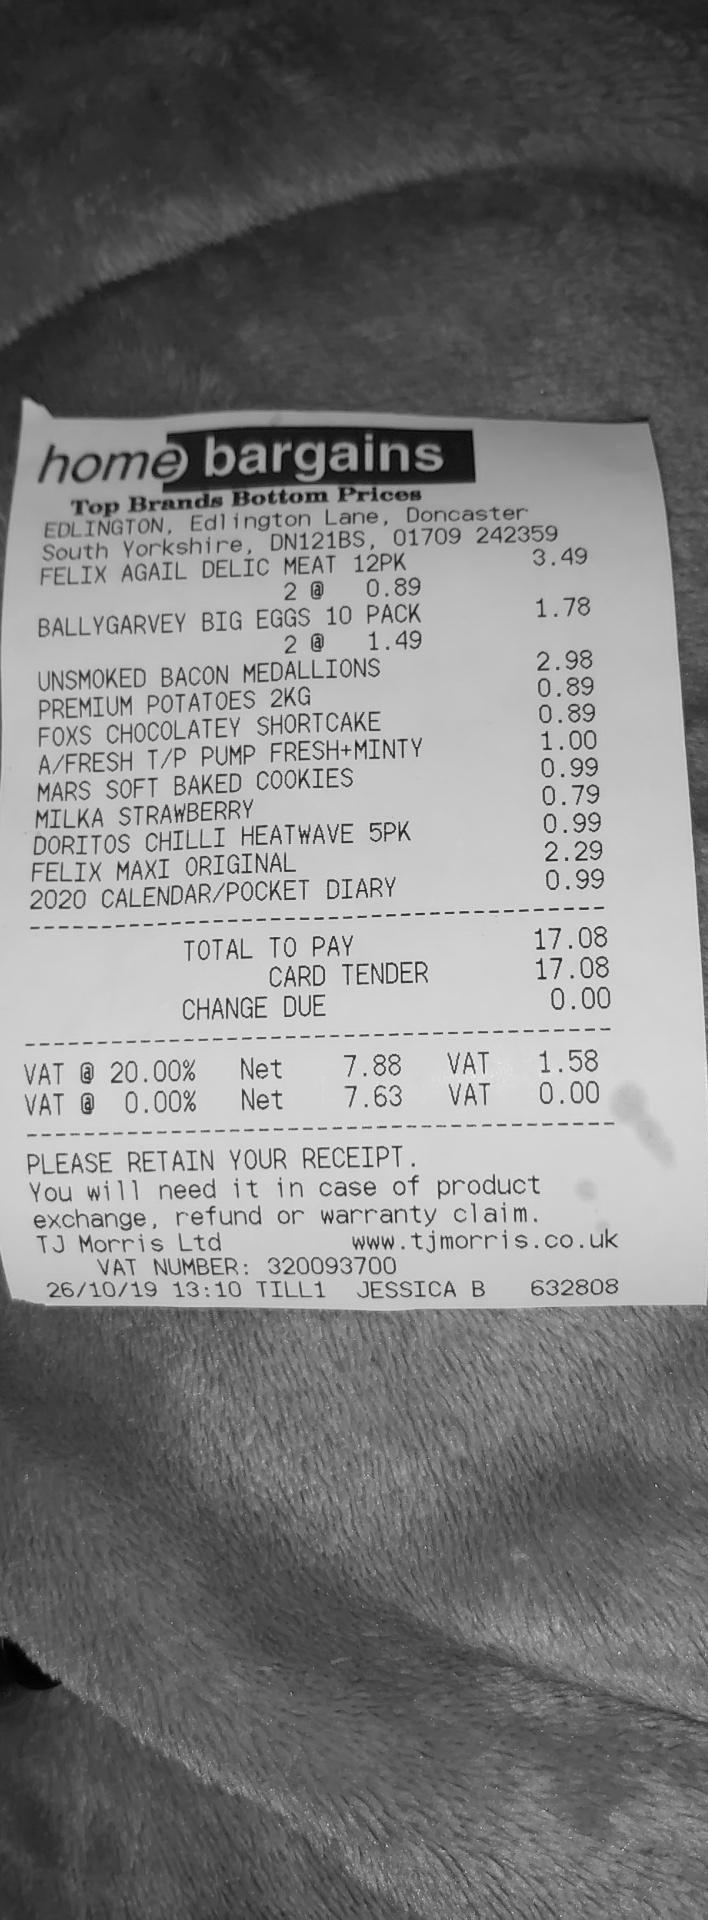 home bargains
Top Brands Bottom Prices
EDLINGTON, Edlington Lane, Doncaster
South Yorkshire, DN121BS, 01709 242359
FELIX AGAIL DELIC MEAT 12PK 3.49
2 @ 0.89
BALLYGARVEY BIG EGGS 10 PACK 1.78
2 @ 1.49
UNSMOKED BACON MEDALLIONS 2.98
PREMIUM POTATOES 2KG 0.89
FOXS CHOCOLATEY SHORTCAKE 0.89
A/FRESH T/P PUMP FRESH+MINTY 1.00
MARS SOFT BAKED COOKIES 0.99
MILKA STRAWBERRY 0.79
DORITOS CHILLI HEATWAVE 5PK 0.99
FELIX MAXI ORIGINAL 2.29
2020 CALENDAR/POCKET DIARY 0.99
TOTAL TO PAY 17.08
CARD TENDER 17.08
CHANGE DUE 0.00
VAT @ 20.00% Net 7.88 VAT 1.58
VAT @ 0.00% Net 7.63 VAT 0.00
PLEASE RETAIN YOUR RECEIPT.
You will need it in case of product
exchange, refund or warranty claim.
TJ Morris Ltd www.tjmorris.co.uk
VAT NUMBER: 320093700
26/10/19 13:10 TILL1 JESSICA B 632808